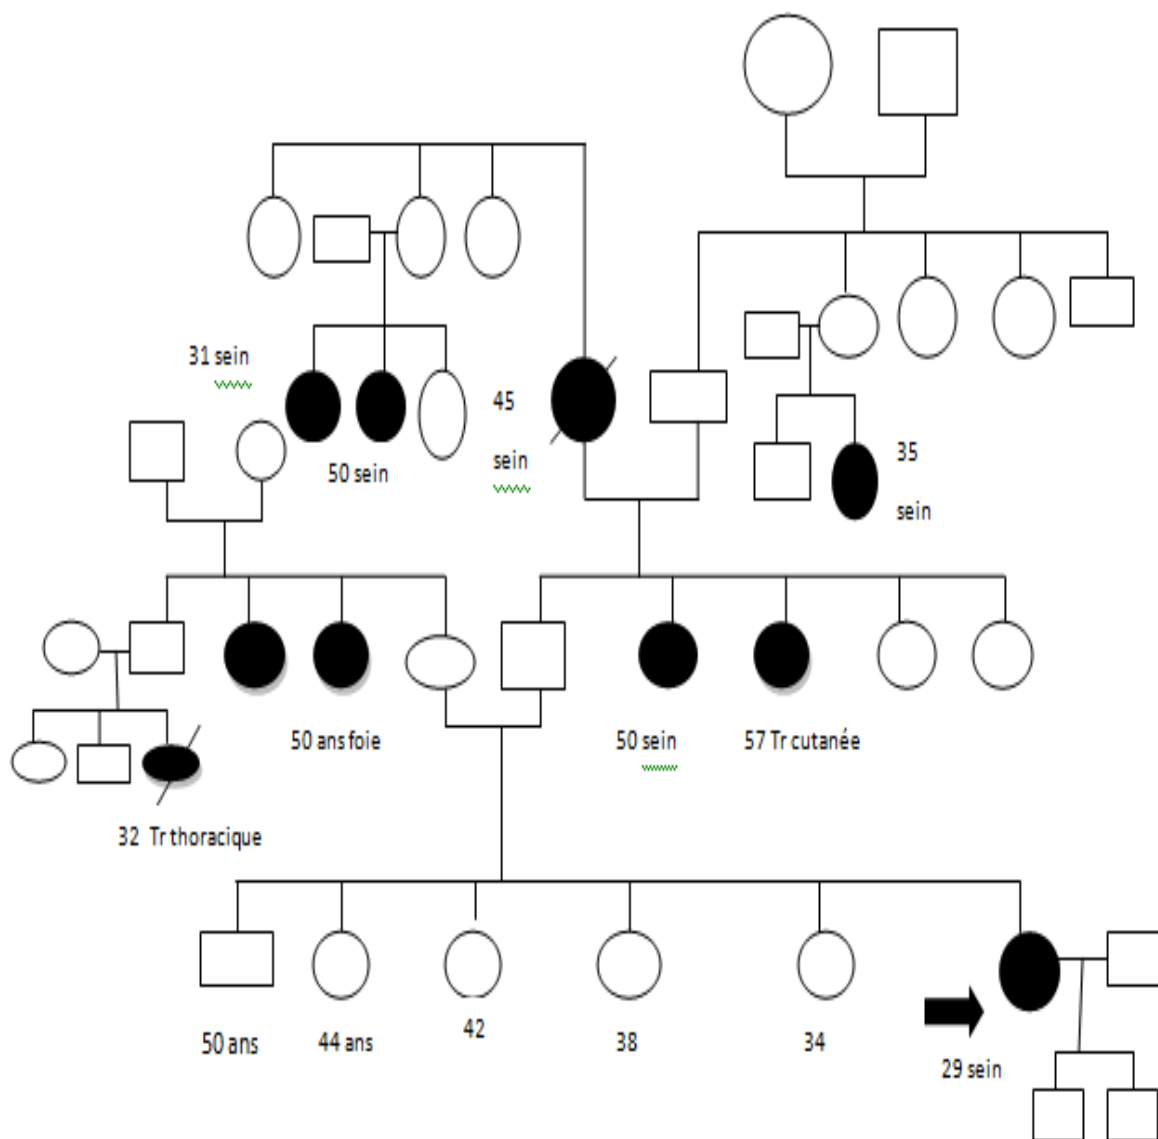 31 sein
45
sein
50 sein
35
sein
50 ans foie
50 sein
57 Tr cutanée
32 Tr thoracique
50 ans
44 ans
42
38
34
29 sein